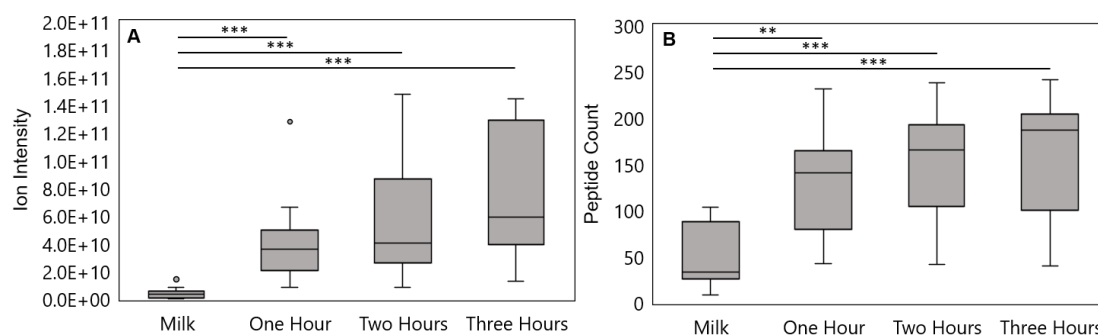 A
Ion Intensity
2.0E+11
1.8E+11
1.6E+11
1.4E+11
1.2E+11
1.0E+11
8.0E+10
6.0E+10
4.0E+10
2.0E+10
0.0E+00
***
***
***
Milk
One Hour
Two Hours
Three Hours
B
Peptide Count
300
250
200
150
100
50
0
**
***
***
Milk
One Hour
Two Hours
Three Hours